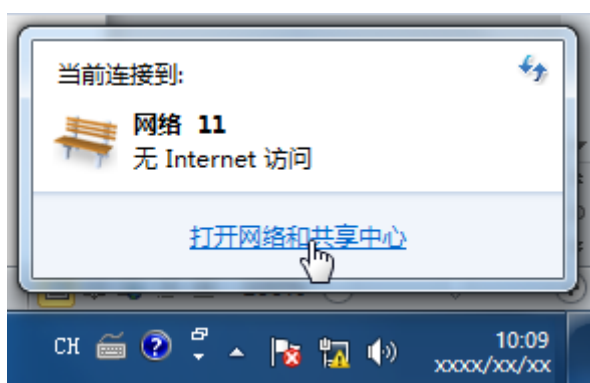 当前连接到:
网络 11
无 Internet 访问
打开网络和共享中心
CH
10:09
xxxx/xx/xx